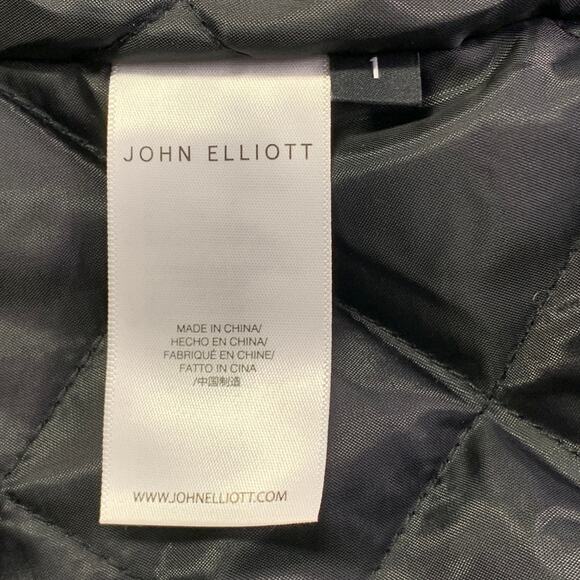 1
JOHN ELLIOTT
MADE IN CHINA/
HECHO EN CHINA/
FABRIQUÉ EN CHINE/
FATTO IN CINA
/中国制造
WWW.JOHNELLIOTT.COM